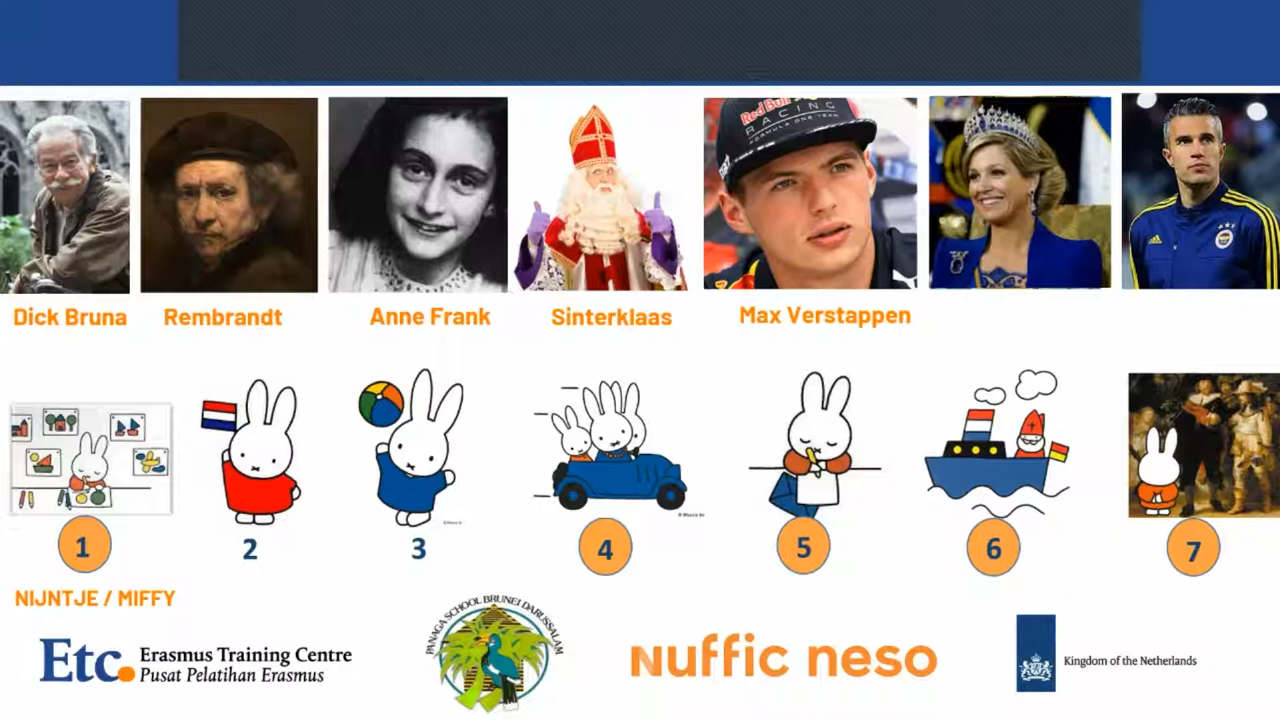 Red Bull
RACING
FORMULA ONE TEAM
Dick Bruna
Rembrandt
Anne Frank
Sinterklaas
Max Verstappen
1
2
3
4
5
6
7
NIJNTJE / MIFFY
Etc.
Erasmus Training Centre
Pusat Pelatihan Erasmus
PANAGA SCHOOL BRUNEI DARUSSALAM
nuffic neso
Kingdom of the Netherlands